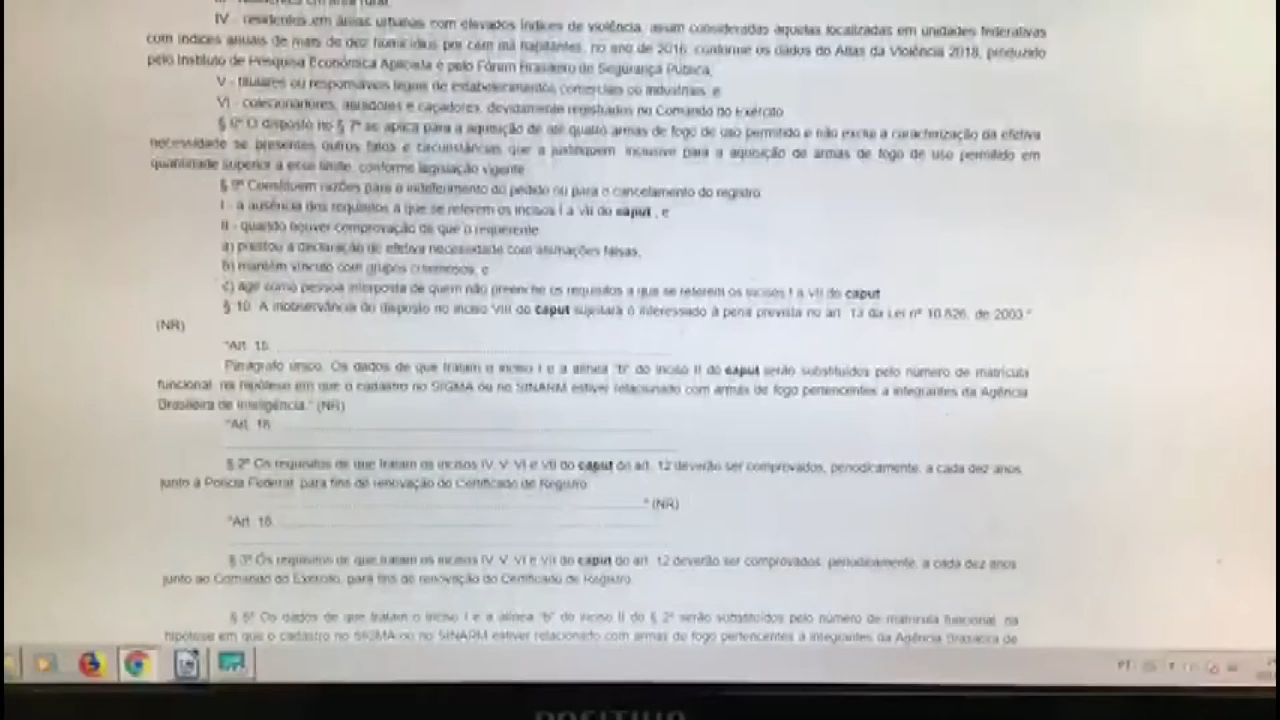 III - residentes em área rural;
IV - residentes em áreas urbanas com elevados índices de violência, assim consideradas aquelas localizadas em unidades federativas
com índices anuais de mais de dez homicídios por cem mil habitantes, no ano de 2016, conforme os dados do Atlas da Violência 2018, produzido
pelo Instituto de Pesquisa Econômica Aplicada e pelo Fórum Brasileiro de Segurança Pública;
V - titulares ou responsáveis legais de estabelecimentos comerciais ou industriais; e
VI - colecionadores, atiradores e caçadores, devidamente registrados no Comando do Exército.
§ 8º O disposto no § 7º se aplica para a aquisição de até quatro armas de fogo de uso permitido e não exclui a caracterização da efetiva
necessidade se presentes outros fatos e circunstâncias que a justifiquem, inclusive para a aquisição de armas de fogo de uso permitido em
quantidade superior a esse limite, conforme legislação vigente.
§ 9º Constituem razões para o indeferimento do pedido ou para o cancelamento do registro:
I - a ausência dos requisitos a que se referem os incisos I a VII do caput ; e
II - quando houver comprovação de que o requerente:
a) prestou a declaração de efetiva necessidade com afirmações falsas;
b) mantém vínculo com grupos criminosos; e
c) age como pessoa interposta de quem não preenche os requisitos a que se referem os incisos I a VII do caput
§ 10. A inobservância do disposto no inciso VIII do caput sujeitará o interessado à pena prevista no art. 13 da Lei nº 10.826, de 2003."
(NR)
"Art. 15.
Parágrafo único. Os dados de que tratam o inciso I e a alínea "b" do inciso II do caput serão substituídos pelo número de matrícula
funcional, na hipótese em que o cadastro no SIGMA ou no SINARM estiver relacionado com armas de fogo pertencentes a integrantes da Agência
Brasileira de Inteligência." (NR)
"Art. 16.
§ 2º Os requisitos de que tratam os incisos IV, V, VI e VII do caput do art. 12 deverão ser comprovados, periodicamente, a cada dez anos,
junto à Polícia Federal, para fins de renovação do Certificado de Registro.
" (NR)
"Art. 18.
§ 3º Os requisitos de que tratam os incisos IV, V, VI e VII do caput do art. 12 deverão ser comprovados, periodicamente, a cada dez anos,
junto ao Comando do Exército, para fins de renovação do Certificado de Registro.
§ 5º Os dados de que tratam o inciso I e a alínea "b" do inciso II do § 2º serão substituídos pelo número de matrícula funcional, na
hipótese em que o cadastro no SIGMA ou no SINARM estiver relacionado com armas de fogo pertencentes a integrantes da Agência Brasileira de
PT
POSITIVO